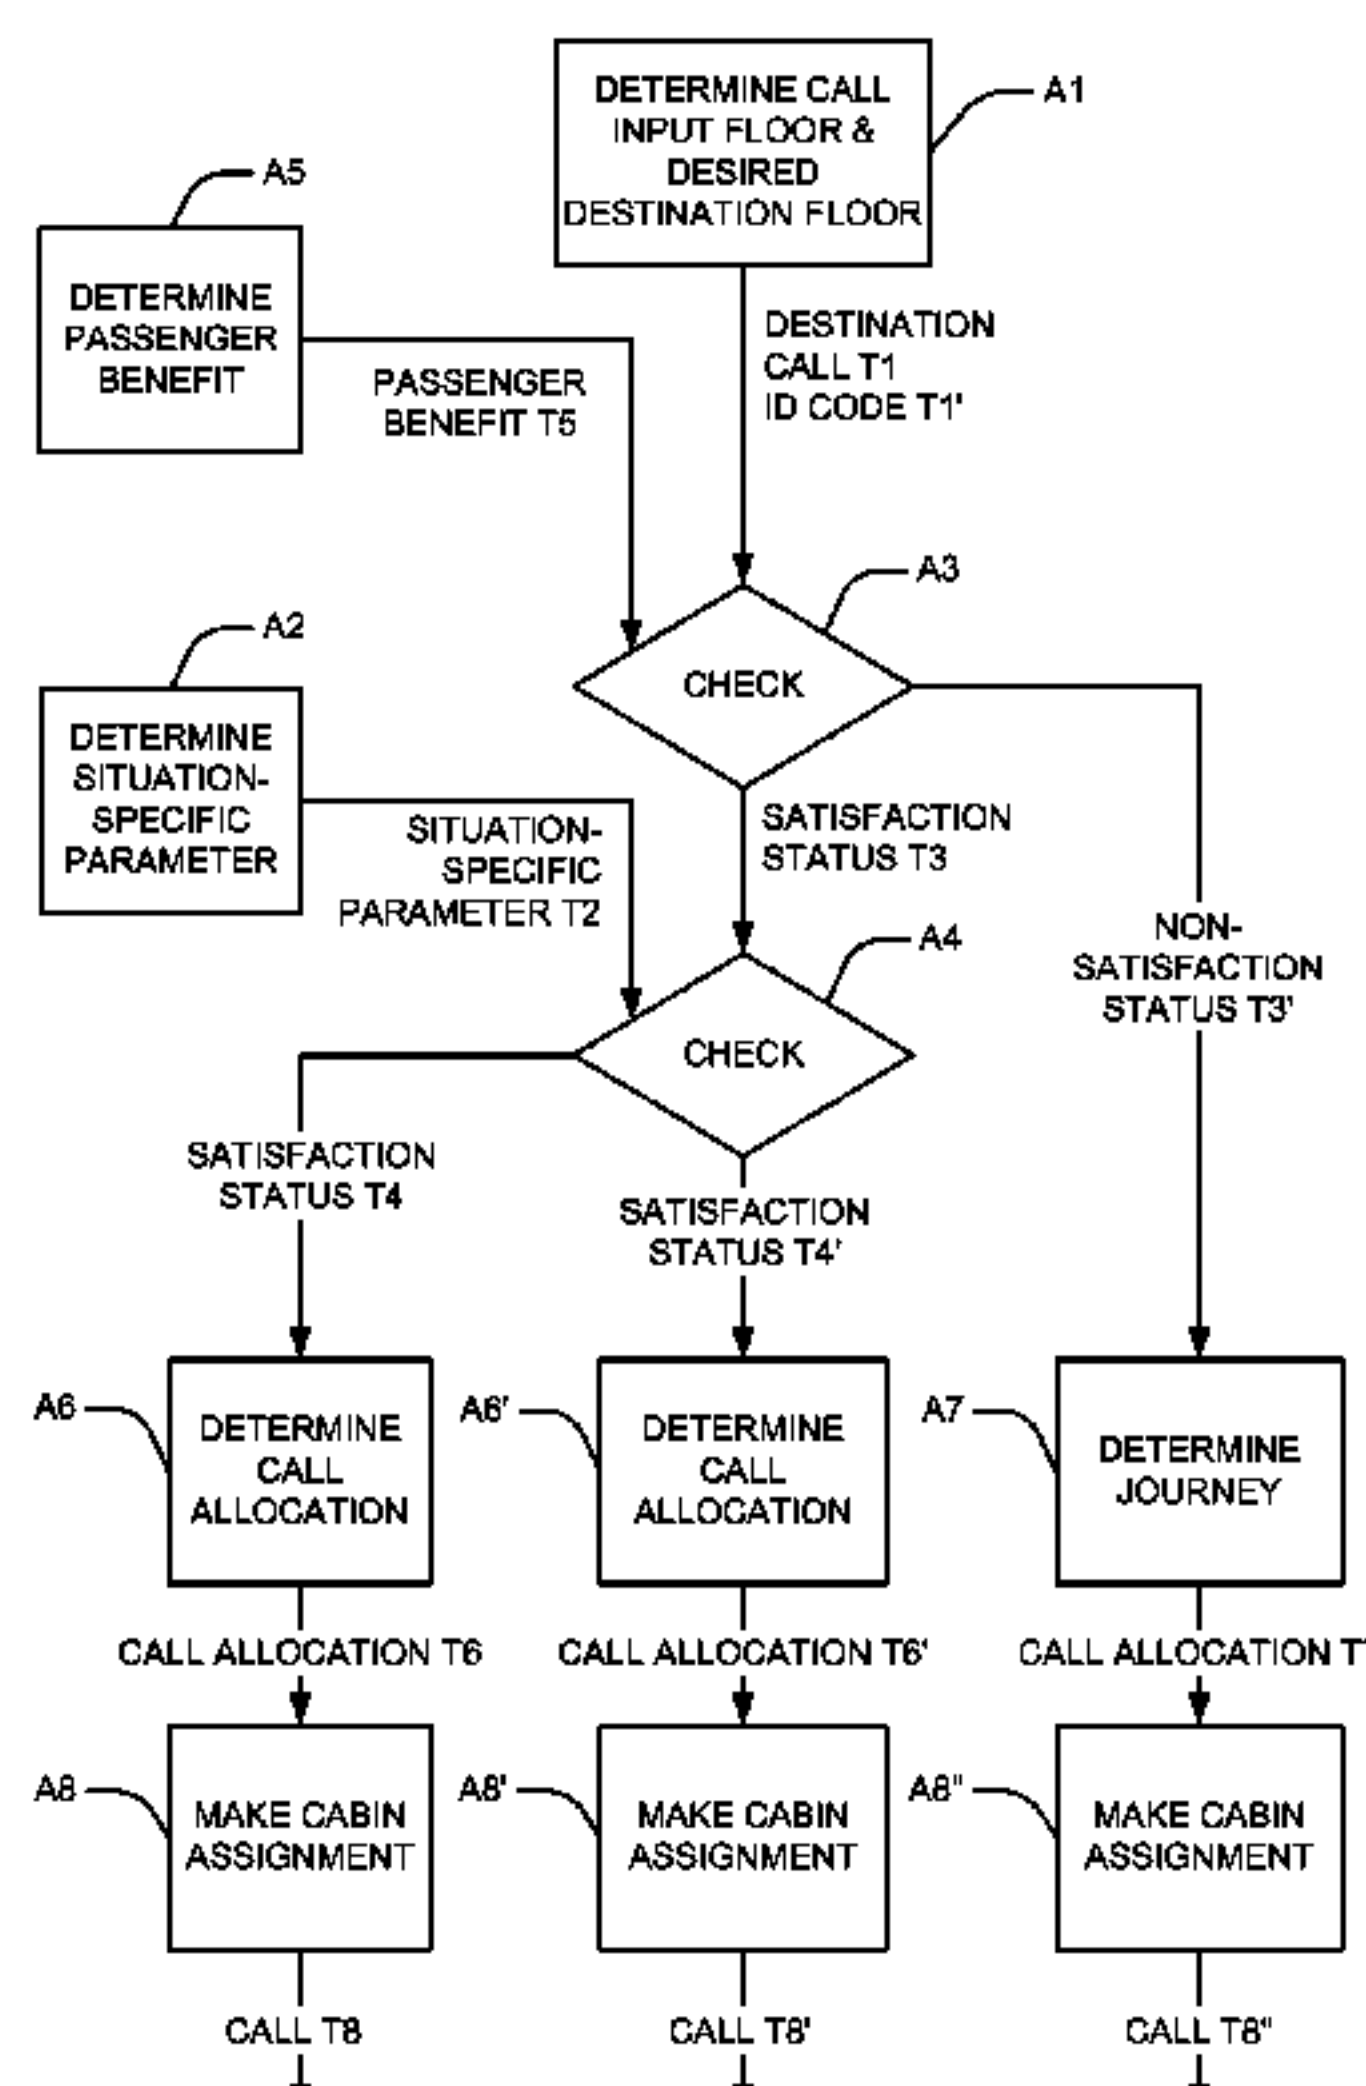 DETERMINE CALL
INPUT FLOOR &
DESIRED
DESTINATION FLOOR
A1
A5
DETERMINE
PASSENGER
BENEFIT
PASSENGER
BENEFIT T5
DESTINATION
CALL T1
ID CODE T1'
A3
CHECK
A2
DETERMINE
SITUATION-
SPECIFIC
PARAMETER
SITUATION-
SPECIFIC
PARAMETER T2
SATISFACTION
STATUS T3
NON-
SATISFACTION
STATUS T3'
A4
CHECK
SATISFACTION
STATUS T4
SATISFACTION
STATUS T4'
A6
DETERMINE
CALL
ALLOCATION
A6'
DETERMINE
CALL
ALLOCATION
A7
DETERMINE
JOURNEY
CALL ALLOCATION T6
CALL ALLOCATION T6'
CALL ALLOCATION
A8
MAKE CABIN
ASSIGNMENT
A8'
MAKE CABIN
ASSIGNMENT
A8"
MAKE CABIN
ASSIGNMENT
CALL T8
CALL T8'
CALL T8"